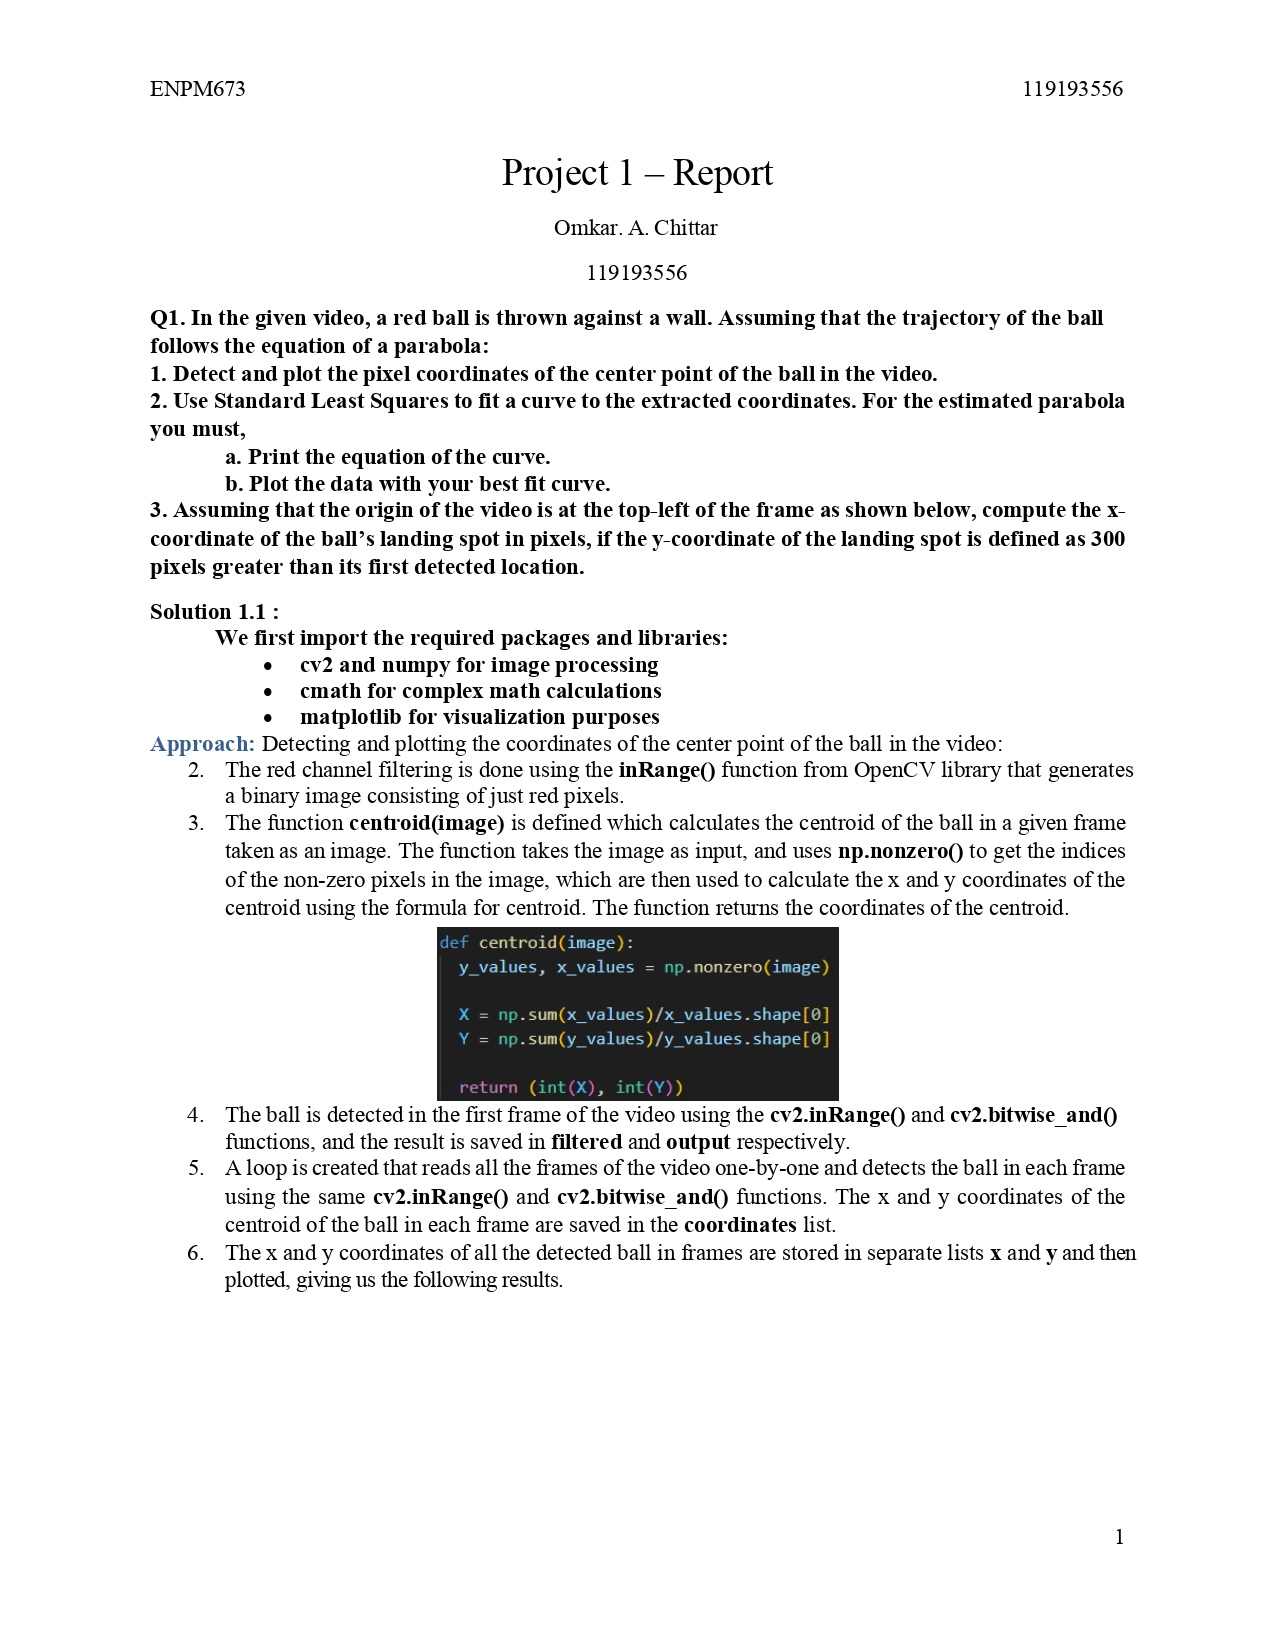 ENPM673 119193556
Project 1 – Report
Omkar. A. Chittar
119193556
Q1. In the given video, a red ball is thrown against a wall. Assuming that the trajectory of the ball
follows the equation of a parabola:
1. Detect and plot the pixel coordinates of the center point of the ball in the video.
2. Use Standard Least Squares to fit a curve to the extracted coordinates. For the estimated parabola
you must,
a. Print the equation of the curve.
b. Plot the data with your best fit curve.
3. Assuming that the origin of the video is at the top-left of the frame as shown below, compute the x-
coordinate of the ball’s landing spot in pixels, if the y-coordinate of the landing spot is defined as 300
pixels greater than its first detected location.
Solution 1.1 :
We first import the required packages and libraries:
• cv2 and numpy for image processing
• cmath for complex math calculations
• matplotlib for visualization purposes
Approach: Detecting and plotting the coordinates of the center point of the ball in the video:
2. The red channel filtering is done using the inRange() function from OpenCV library that generates
a binary image consisting of just red pixels.
3. The function centroid(image) is defined which calculates the centroid of the ball in a given frame
taken as an image. The function takes the image as input, and uses np.nonzero() to get the indices
of the non-zero pixels in the image, which are then used to calculate the x and y coordinates of the
centroid using the formula for centroid. The function returns the coordinates of the centroid.
def centroid(image):
y_values, x_values = np.nonzero(image)
X = np.sum(x_values)/x_values.shape[0]
Y = np.sum(y_values)/y_values.shape[0]
return (int(X), int(Y))
4. The ball is detected in the first frame of the video using the cv2.inRange() and cv2.bitwise_and()
functions, and the result is saved in filtered and output respectively.
5. A loop is created that reads all the frames of the video one-by-one and detects the ball in each frame
using the same cv2.inRange() and cv2.bitwise_and() functions. The x and y coordinates of the
centroid of the ball in each frame are saved in the coordinates list.
6. The x and y coordinates of all the detected ball in frames are stored in separate lists x and y and then
plotted, giving us the following results.
1